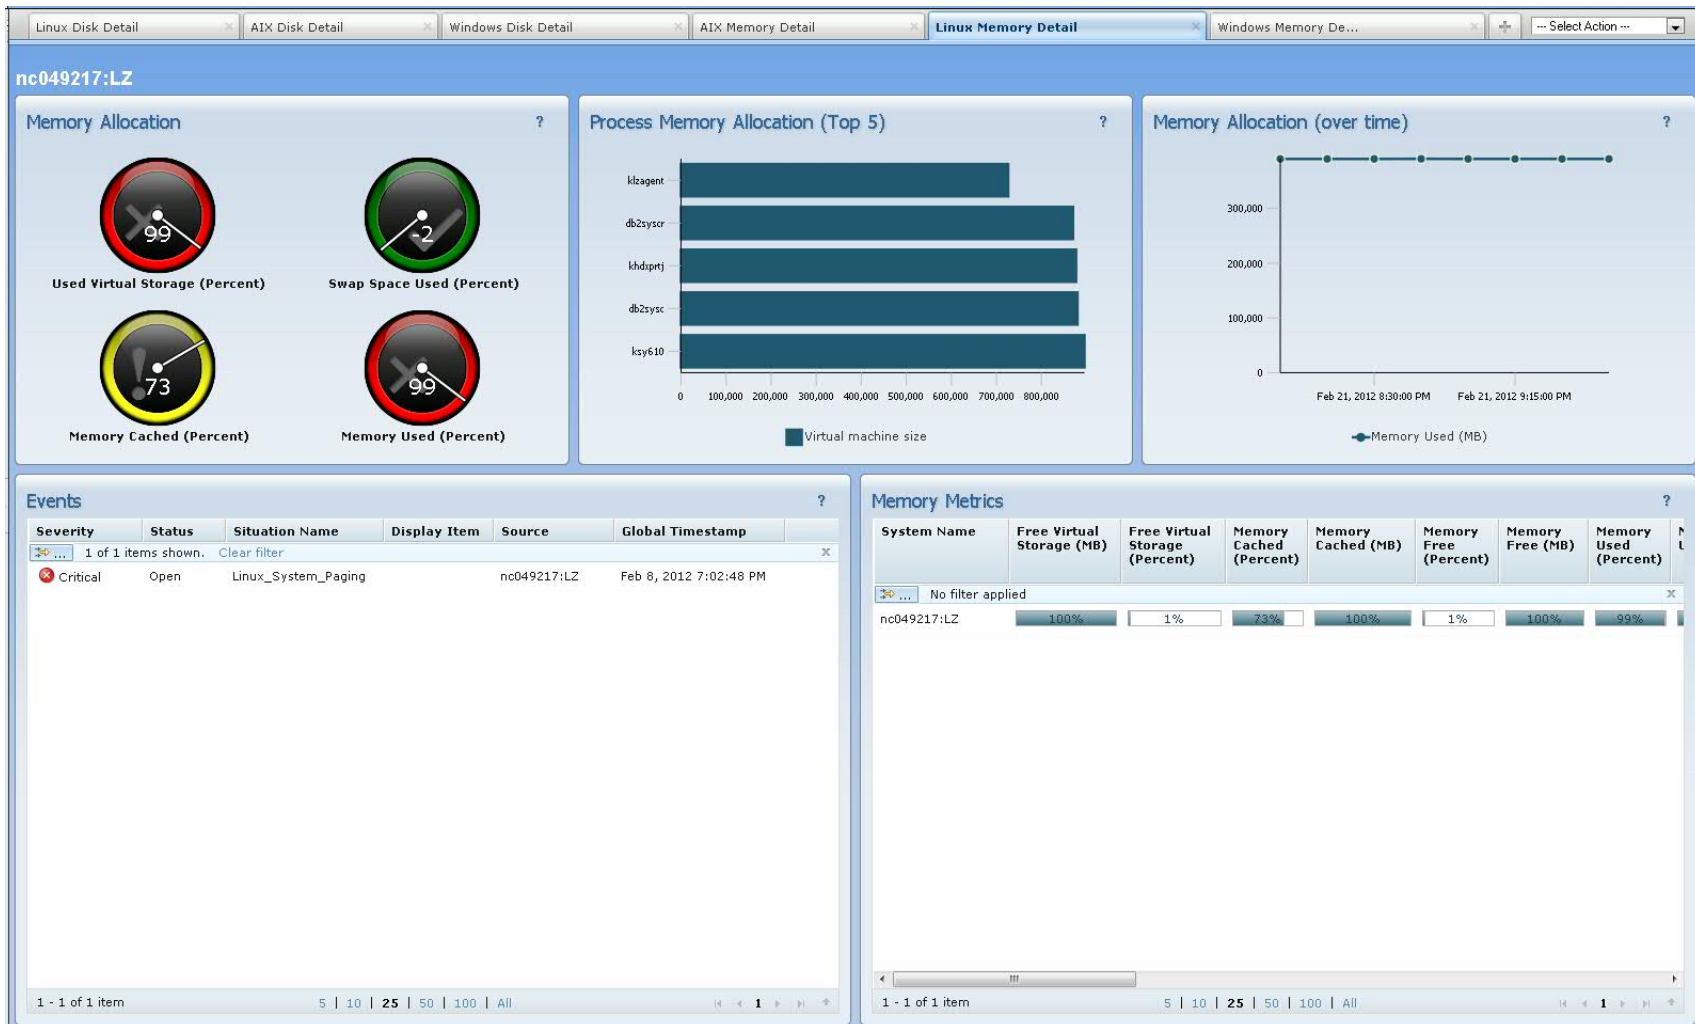 Linux Disk Detail AIX Disk Detail Windows Disk Detail AIX Memory Detail Linux Memory Detail Windows Memory De... --- Select Action ---
nc049217:LZ
Memory Allocation ?
99
Used Virtual Storage (Percent)
-2
Swap Space Used (Percent)
73
Memory Cached (Percent)
99
Memory Used (Percent)
Process Memory Allocation (Top 5) ?
klzagent
db2syscr
khdxprtj
db2sysc
ksy610
0 100,000 200,000 300,000 400,000 500,000 600,000 700,000 800,000
Virtual machine size
Memory Allocation (over time) ?
300,000
200,000
100,000
0
Feb 21, 2012 8:30:00 PM Feb 21, 2012 9:15:00 PM
Memory Used (MB)
Events ?
Severity Status Situation Name Display Item Source Global Timestamp
... 1 of 1 items shown. Clear filter X
Critical Open Linux_System_Paging nc049217:LZ Feb 8, 2012 7:02:48 PM
1 - 1 of 1 item 5 | 10 | 25 | 50 | 100 | All 1
Memory Metrics ?
System Name Free Virtual Free Virtual Memory Memory Memory Memory Memory
Storage (MB) Storage Cached Cached (MB) Free Free (MB) Used
(Percent) (Percent) (Percent) (Percent)
... No filter applied X
nc049217:LZ 100% 1% 73% 100% 1% 100% 99%
1 - 1 of 1 item 5 | 10 | 25 | 50 | 100 | All 1